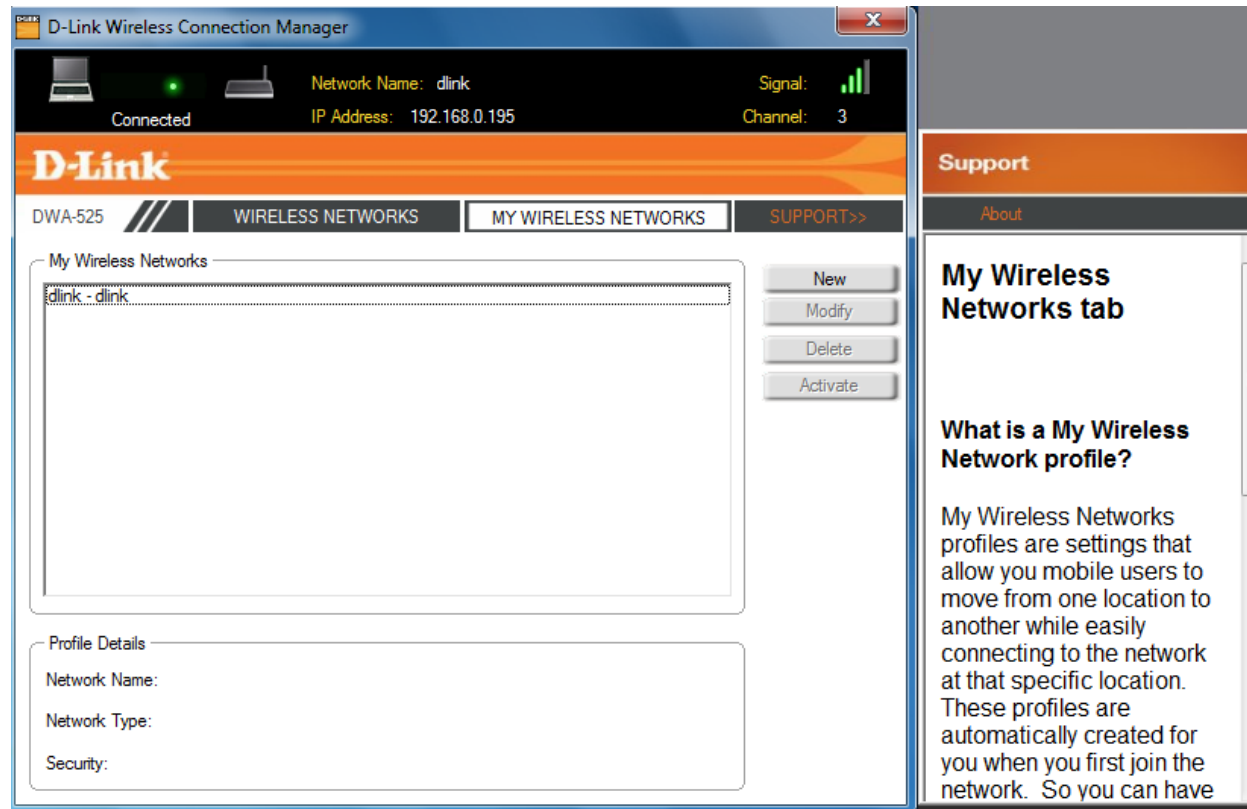 D-Link Wireless Connection Manager
Network Name: dlink
Signal:
Connected
IP Address: 192.168.0.195
Channel: 3
D-Link
DWA-525
WIRELESS NETWORKS
MY WIRELESS NETWORKS
SUPPORT>>
My Wireless Networks
dlink - dlink
New
Modify
Delete
Activate
Profile Details
Network Name:
Network Type:
Security:
Support
About
My Wireless
Networks tab
What is a My Wireless
Network profile?
My Wireless Networks
profiles are settings that
allow you mobile users to
move from one location to
another while easily
connecting to the network
at that specific location.
These profiles are
automatically created for
you when you first join the
network. So you can have